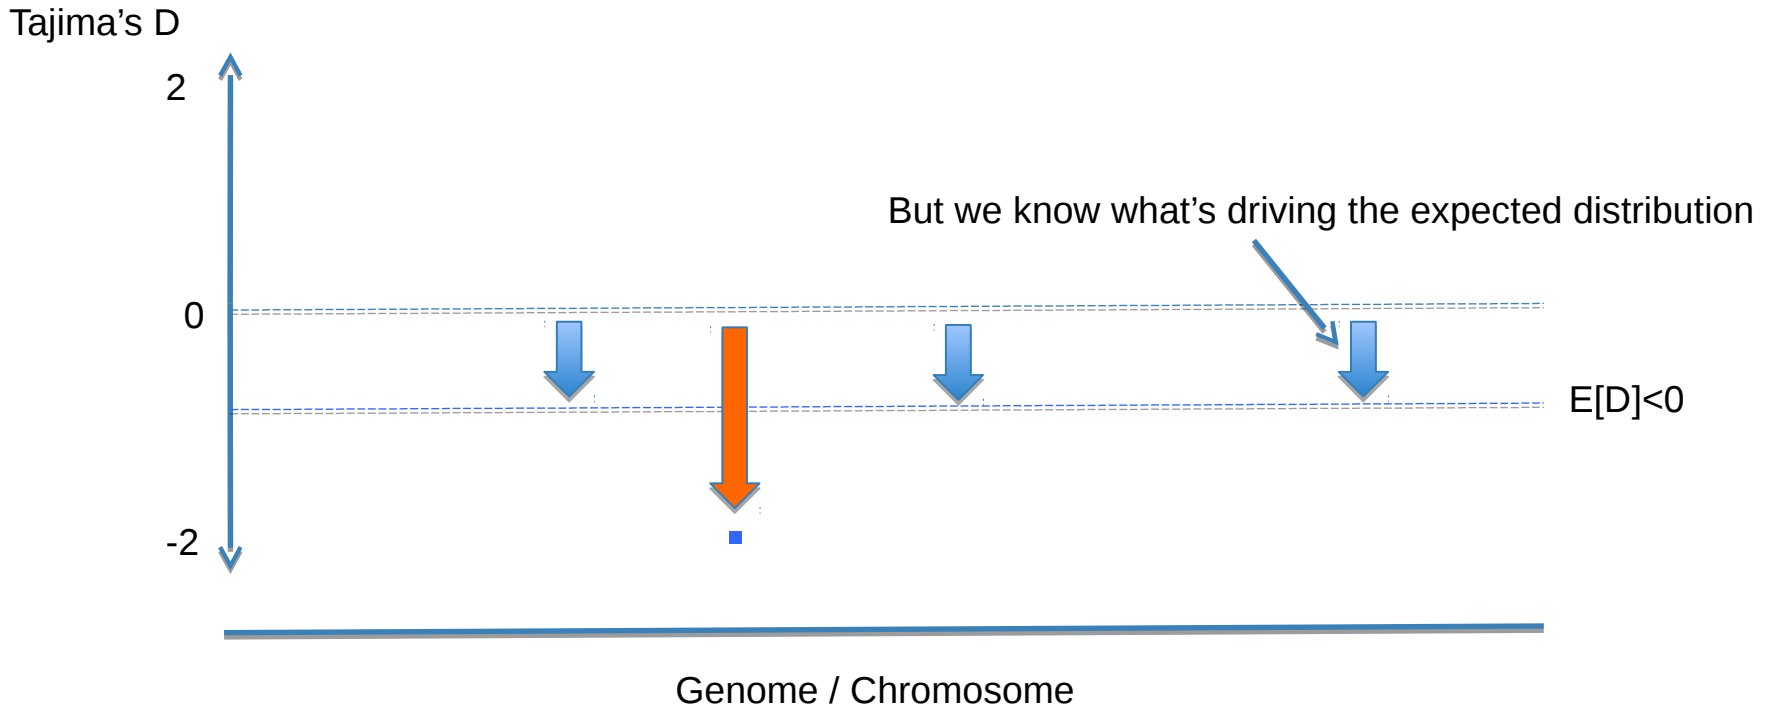 Tajima’s D
2
But we know what’s driving the expected distribution
0
E[D]<0
-2
Genome / Chromosome